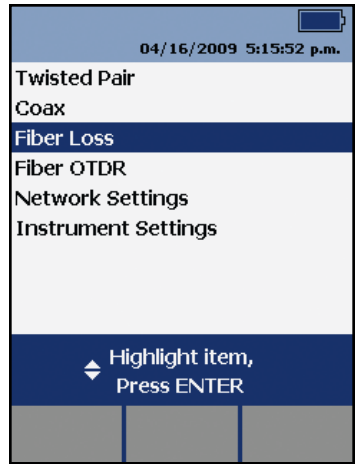 04/16/2009 5:15:52 p.m.
Twisted Pair
Coax
Fiber Loss
Fiber OTDR
Network Settings
Instrument Settings
Highlight item,
Press ENTER